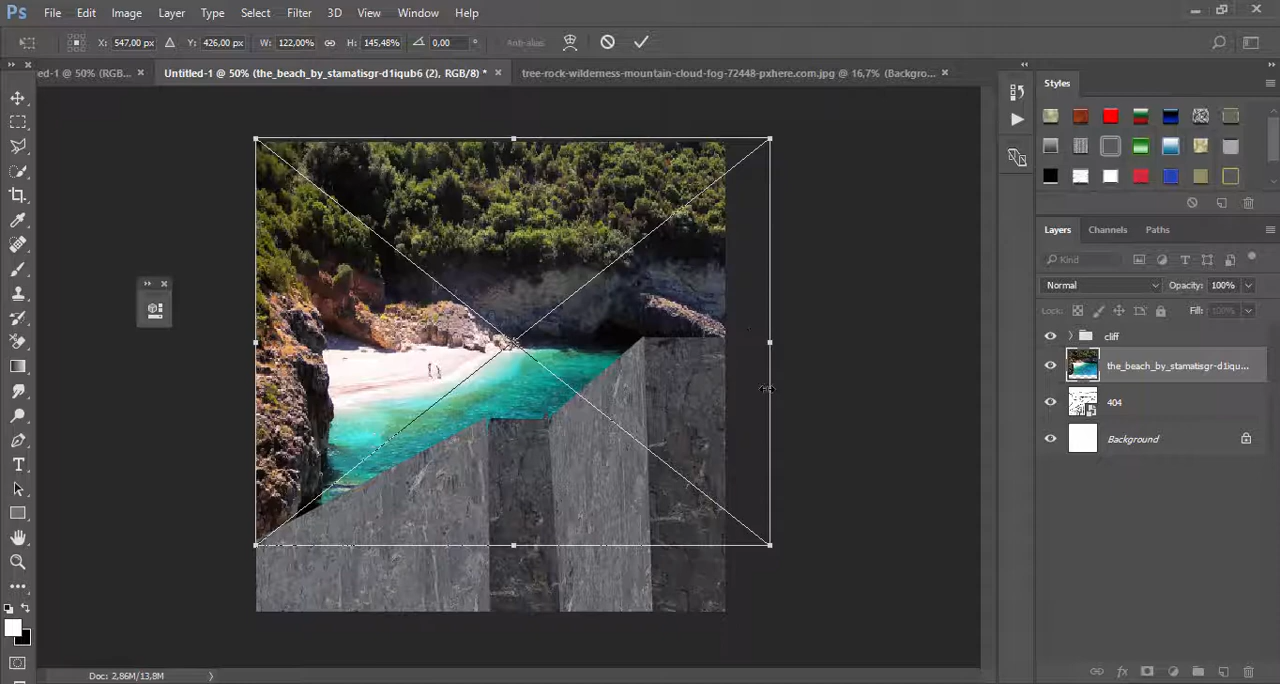 Ps File Edit Image Layer Type Select Filter 3D View Window Help
X: 547,00 px Y: 426,00 px W: 122,00% H: 145,48% 0,00 ° Anti-alias
ed-1 @ 50% (RGB... × Untitled-1 @ 50% (the_beach_by_stamatisgr-d1iqub6 (2), RGB/8) * × tree-rock-wilderness-mountain-cloud-fog-72448-pxhere.com.jpg @ 16,7% (Backgro... ×
Styles
Layers Channels Paths
Kind
Normal Opacity: 100%
Lock: Fill: 100%
cliff
the_beach_by_stamatisgr-d1iqu...
404
Background
Doc: 2,86M/13,8M